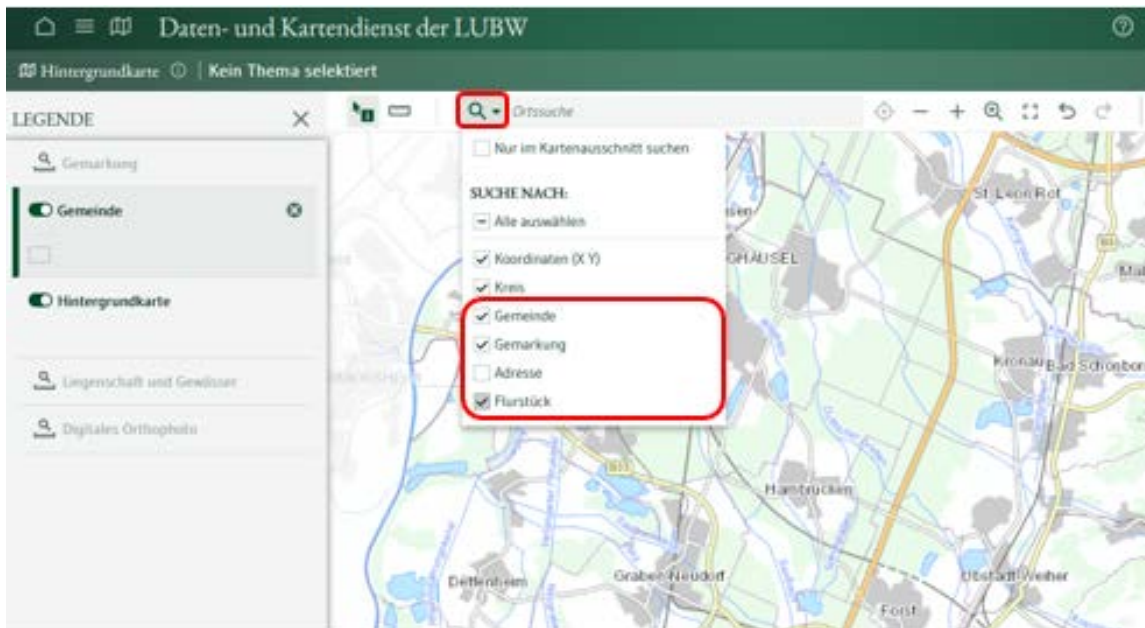 Daten- und Kartendienst der LUBW
Hintergrundkarte | Kein Thema selektiert
LEGENDE
Gemarkung
Gemeinde
Hintergrundkarte
Liegenschaft und Gewässer
Digitales Orthophoto
Ortssuche
Nur im Kartenausschnitt suchen
SUCHE NACH:
Alle auswählen
Koordinaten (X Y)
Kreis
Gemeinde
Gemarkung
Adresse
Flurstück
St. Leon Rot
GHÄUSEL
Kronau
Bad Schönbor
Hambrücken
Dettenheim
Graben-Neudorf
Ubstadt-Weiher
Forst